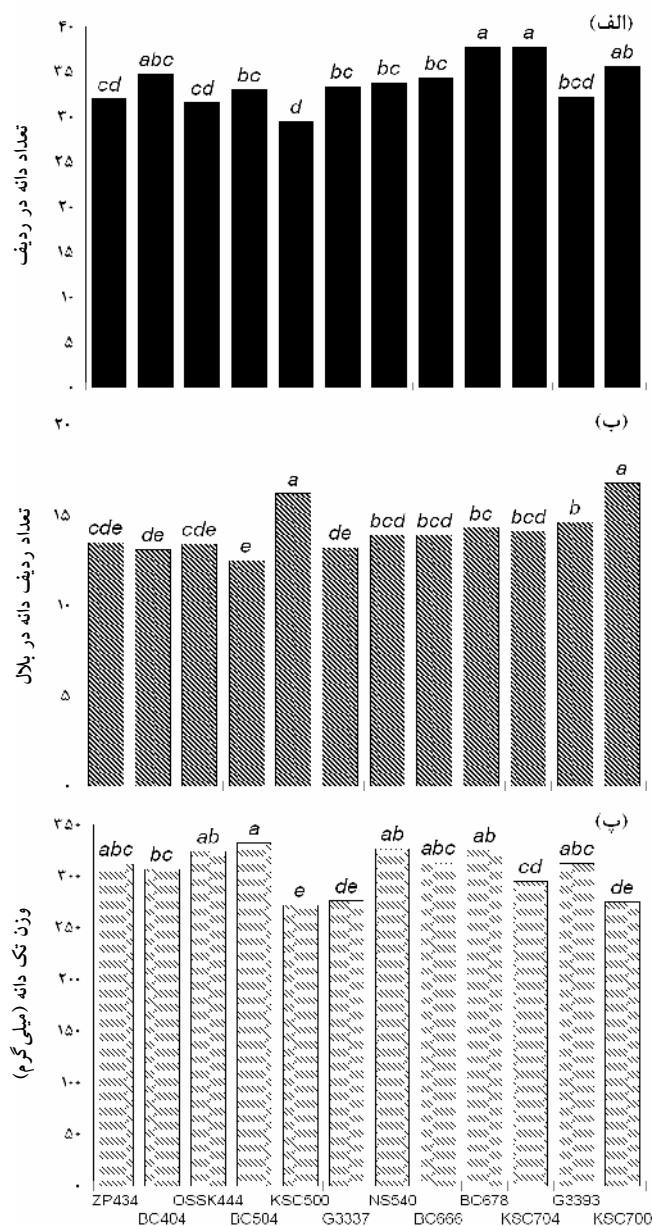 (الف)
تعداد دانه در ردیف
۴۰
۳۵
۳۰
۲۵
۲۰
۱۵
۱۰
۵
۰
cd abc cd bc d bc bc bc a a bcd ab
(ب)
تعداد ردیف دانه در بلال
۲۰
۱۵
۱۰
۵
۰
cde de cde e a de bcd bcd bc bcd b a
(پ)
وزن تک دانه (میلی گرم)
۳۵۰
۳۰۰
۲۵۰
۲۰۰
۱۵۰
۱۰۰
۵۰
۰
abc bc ab a e de ab abc ab cd abc de
ZP434 OSSK444 KSC500 NS540 BC678 G3393
BC404 BC504 G3337 BC666 KSC704 KSC700